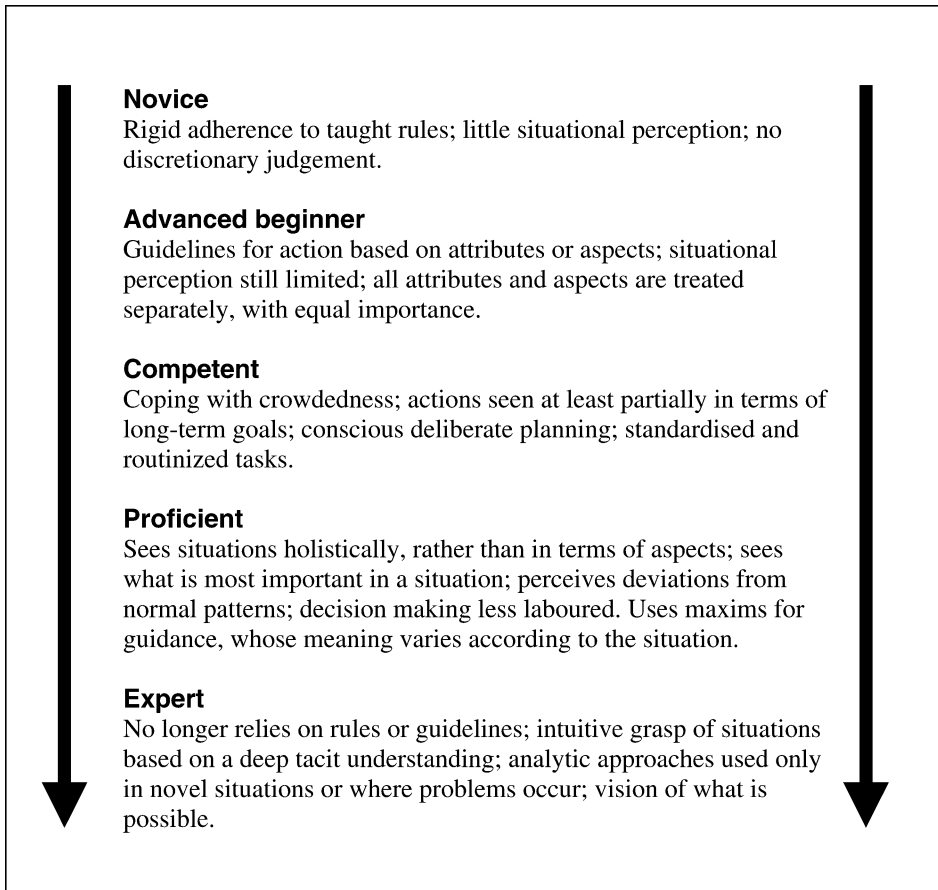 Novice
Rigid adherence to taught rules; little situational perception; no
discretionary judgement.
Advanced beginner
Guidelines for action based on attributes or aspects; situational
perception still limited; all attributes and aspects are treated
separately, with equal importance.
Competent
Coping with crowdedness; actions seen at least partially in terms of
long-term goals; conscious deliberate planning; standardised and
routinized tasks.
Proficient
Sees situations holistically, rather than in terms of aspects; sees
what is most important in a situation; perceives deviations from
normal patterns; decision making less laboured. Uses maxims for
guidance, whose meaning varies according to the situation.
Expert
No longer relies on rules or guidelines; intuitive grasp of situations
based on a deep tacit understanding; analytic approaches used only
in novel situations or where problems occur; vision of what is
possible.